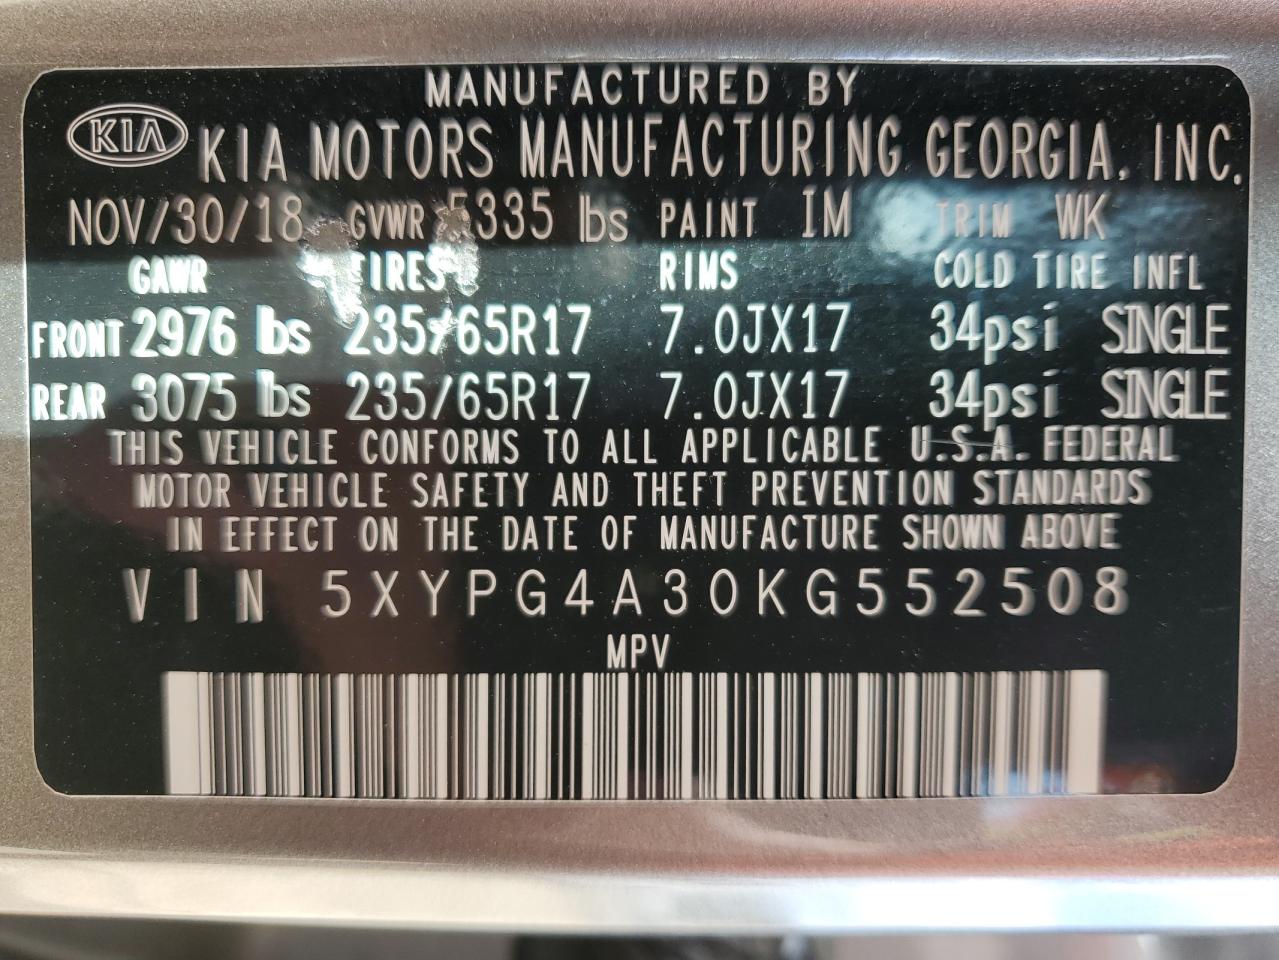 MANUFACTURED BY
KIA KIA MOTORS MANUFACTURING GEORGIA, INC.
NOV/30/18 GVWR 5335 lbs PAINT IM TRIM WK
GAWR TIRES RIMS COLD TIRE INFL
FRONT 2976 lbs 235/65R17 7.0JX17 34psi SINGLE
REAR 3075 lbs 235/65R17 7.0JX17 34psi SINGLE
THIS VEHICLE CONFORMS TO ALL APPLICABLE U.S.A. FEDERAL
MOTOR VEHICLE SAFETY AND THEFT PREVENTION STANDARDS
IN EFFECT ON THE DATE OF MANUFACTURE SHOWN ABOVE
VIN 5XYPG4A30KG552508
MPV